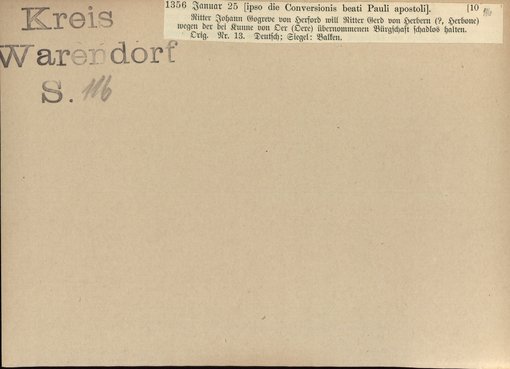 Kreis
Warendorf
S. 116
1356 Januar 25 [ipso die Conversionis beati Pauli apostoli]. [10
Ritter Johann Gogreve von Herford will Ritter Gerd von Herbern (?, Herbone)
wegen der bei Kunne von Oer (Oere) übernommenen Bürgschaft schadlos halten.
Orig. Nr. 13. Deutsch; Siegel: Balken.